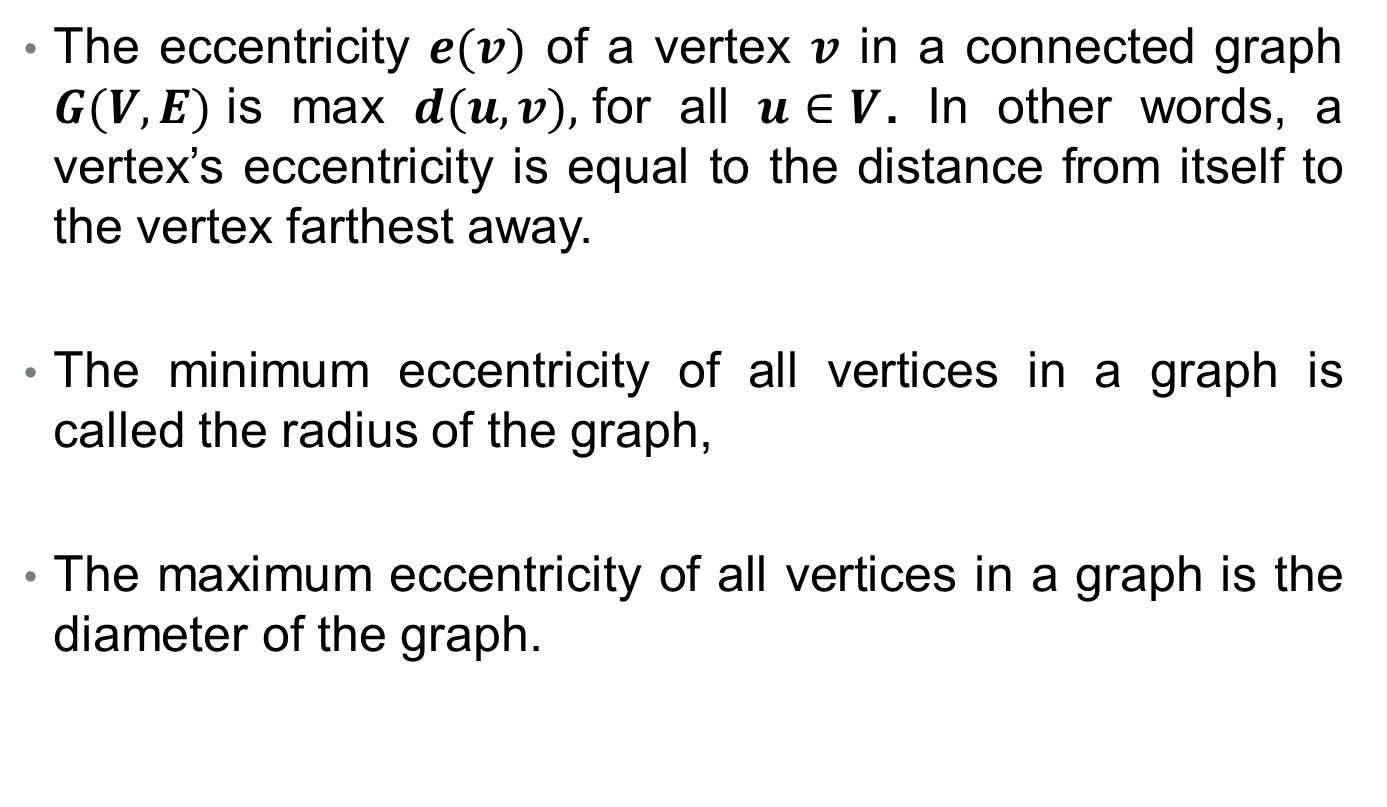 • The eccentricity e(v) of a vertex v in a connected graph
G(V, E) is max d(u, v), for all u ∈ V. In other words, a
vertex’s eccentricity is equal to the distance from itself to
the vertex farthest away.
• The minimum eccentricity of all vertices in a graph is
called the radius of the graph,
• The maximum eccentricity of all vertices in a graph is the
diameter of the graph.